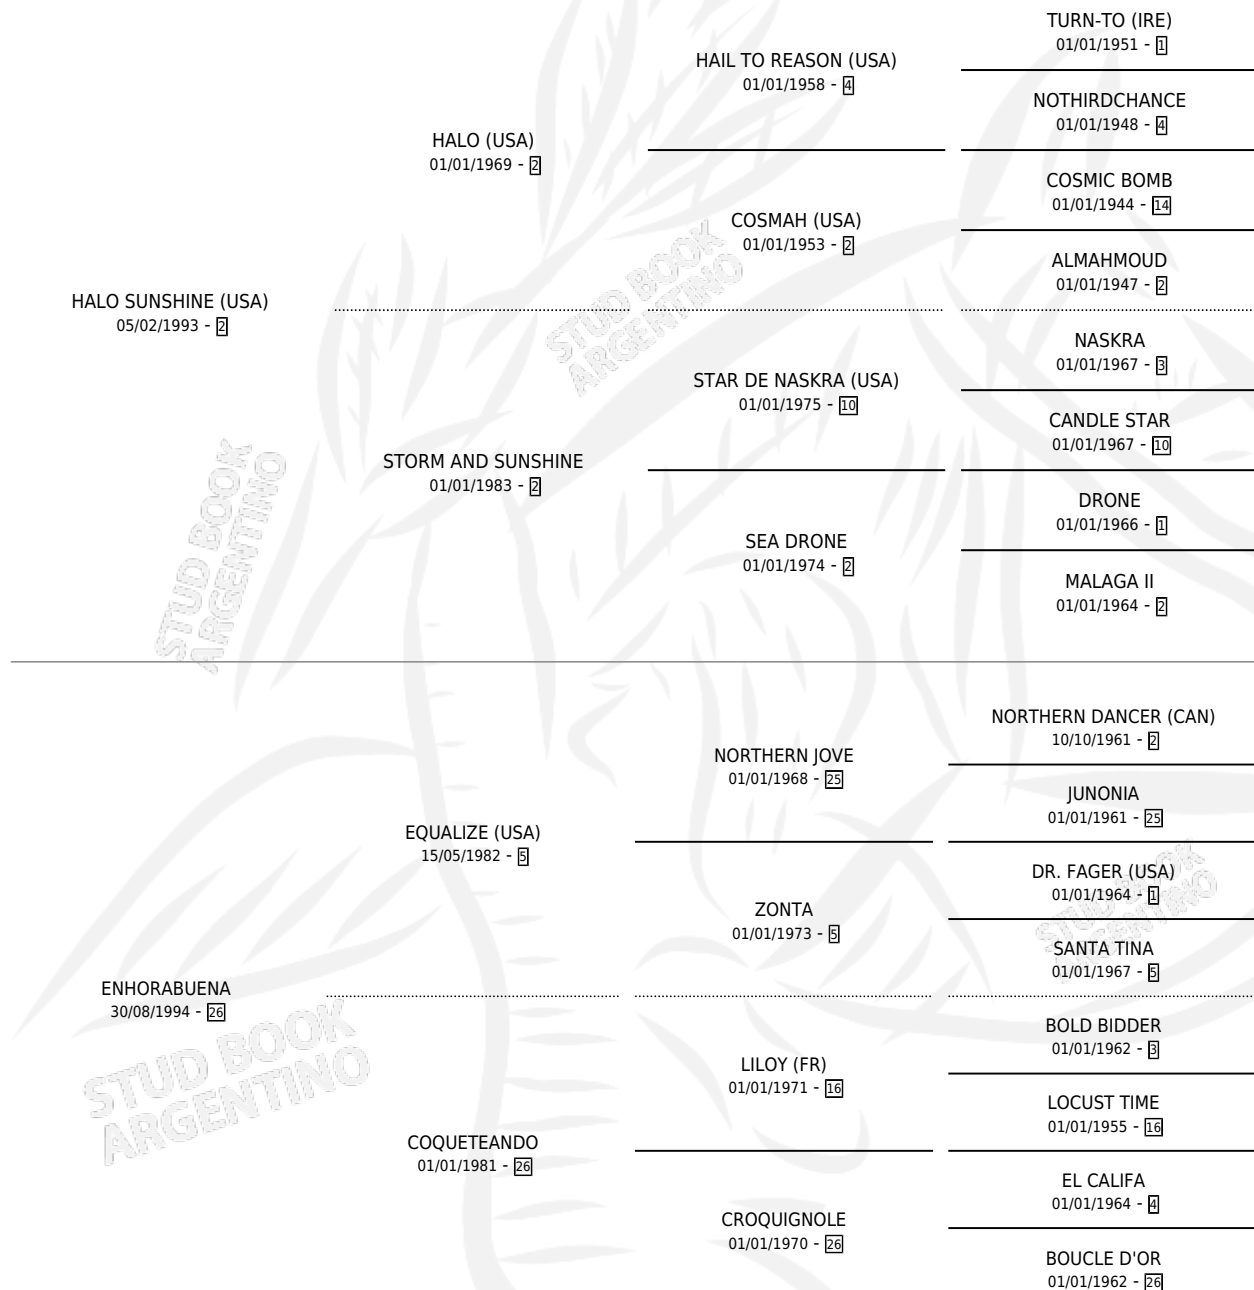 TURN-TO (IRE)
01/01/1951 - 1
HAIL TO REASON (USA)
01/01/1958 - 4
NOTHIRDCHANCE
01/01/1948 - 4
HALO (USA)
01/01/1969 - 2
COSMIC BOMB
01/01/1944 - 14
COSMAH (USA)
01/01/1953 - 2
ALMAHMOUD
01/01/1947 - 2
HALO SUNSHINE (USA)
05/02/1993 - 2
NASKRA
01/01/1967 - 3
STAR DE NASKRA (USA)
01/01/1975 - 10
CANDLE STAR
01/01/1967 - 10
STORM AND SUNSHINE
01/01/1983 - 2
DRONE
01/01/1966 - 1
SEA DRONE
01/01/1974 - 2
MALAGA II
01/01/1964 - 2
STUD BOOK
ARGENTINO
STUD BOOK
ARGENTINO
NORTHERN DANCER (CAN)
10/10/1961 - 2
NORTHERN JOVE
01/01/1968 - 25
JUNONIA
01/01/1961 - 25
EQUALIZE (USA)
15/05/1982 - 5
DR. FAGER (USA)
01/01/1964 - 1
ZONTA
01/01/1973 - 5
SANTA TINA
01/01/1967 - 5
STUD BOOK
ARGENTINO
ENHORABUENA
30/08/1994 - 26
BOLD BIDDER
01/01/1962 - 3
LILOY (FR)
01/01/1971 - 16
LOCUST TIME
01/01/1955 - 16
COQUETEANDO
01/01/1981 - 26
EL CALIFA
01/01/1964 - 4
CROQUIGNOLE
01/01/1970 - 26
BOUCLE D'OR
01/01/1962 - 26
STUD BOOK
ARGENTINO